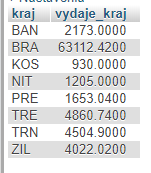 kraj vydaje_kraj
BAN 2173.0000
BRA 63112.4200
KOS 930.0000
NIT 1205.0000
PRE 1653.0400
TRE 4860.7400
TRN 4504.9000
ZIL 4022.0200